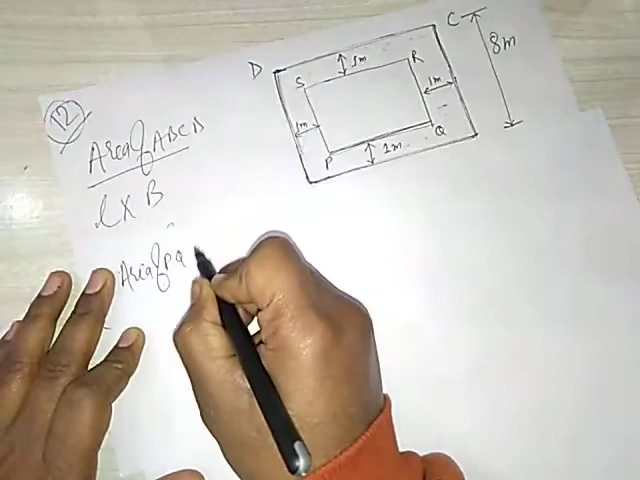 12
Area of ABCD
l X B
Area of PQ
D
C
S
R
P
Q
1m
1m
1m
1m
8m